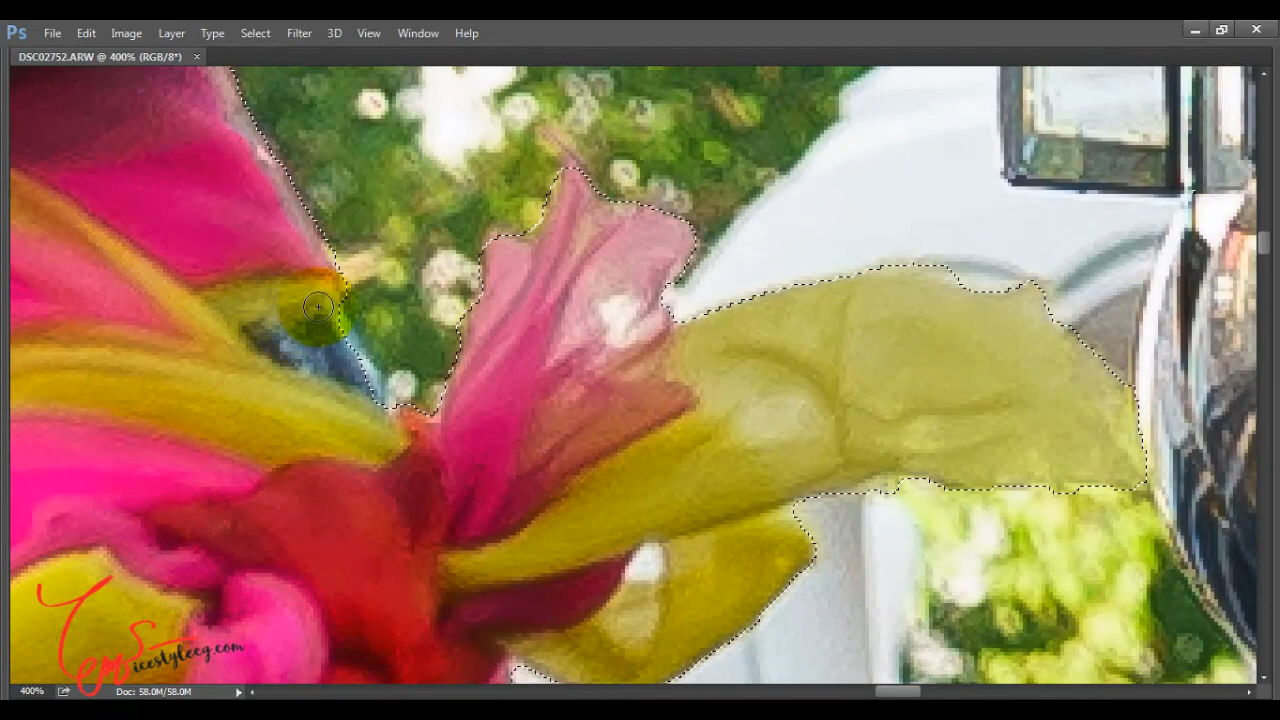 Ps File Edit Image Layer Type Select Filter 3D View Window Help
DSC02752.ARW @ 400% (RGB/8*) ×
Tom's
icestyleeg.com
400% Doc: 58.0M/58.0M